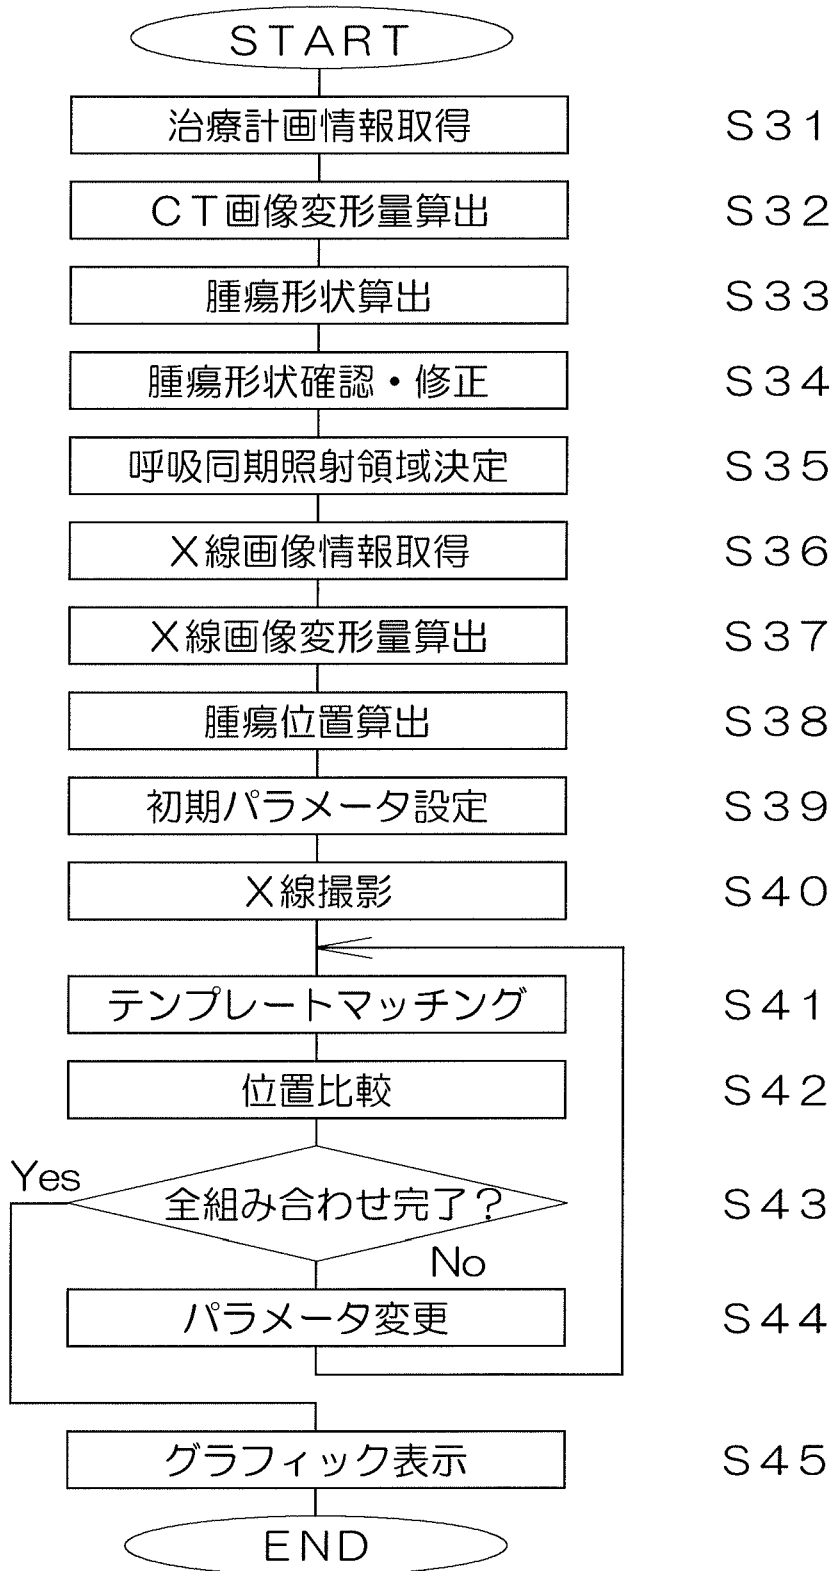 START
治療計画情報取得 S31
CT画像変形量算出 S32
腫瘍形状算出 S33
腫瘍形状確認・修正 S34
呼吸同期照射領域決定 S35
X線画像情報取得 S36
X線画像変形量算出 S37
腫瘍位置算出 S38
初期パラメータ設定 S39
X線撮影 S40
テンプレートマッチング S41
位置比較 S42
Yes
全組み合わせ完了? S43
No
パラメータ変更 S44
グラフィック表示 S45
END